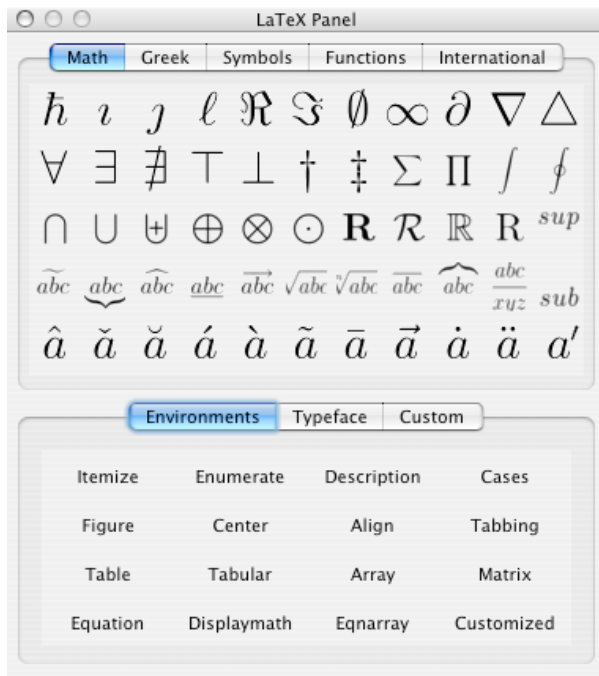 LaTeX Panel
Math Greek Symbols Functions International
ℏ ı ȷ ℓ ℜ ℑ ∅ ∞ ∂ ∇ △
∀ ∃ ∄ ⊤ ⊥ † ‡ ∑ ∏ ∫ ∮
∩ ∪ ⊎ ⊕ ⊗ ⊙ R ℛ ℝ R sup
abc abc abc abc abc √abc ⁿ√abc abc abc abc/xyz sub
â ǎ ă á à ã ā a⃗ ȧ ä a′
Environments Typeface Custom
Itemize Enumerate Description Cases
Figure Center Align Tabbing
Table Tabular Array Matrix
Equation Displaymath Eqnarray Customized